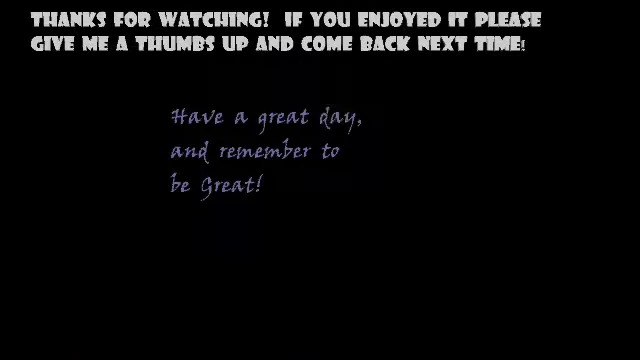 THANKS FOR WATCHING! IF YOU ENJOYED IT PLEASE
GIVE ME A THUMBS UP AND COME BACK NEXT TIME!
Have a great day,
and remember to
be Great!